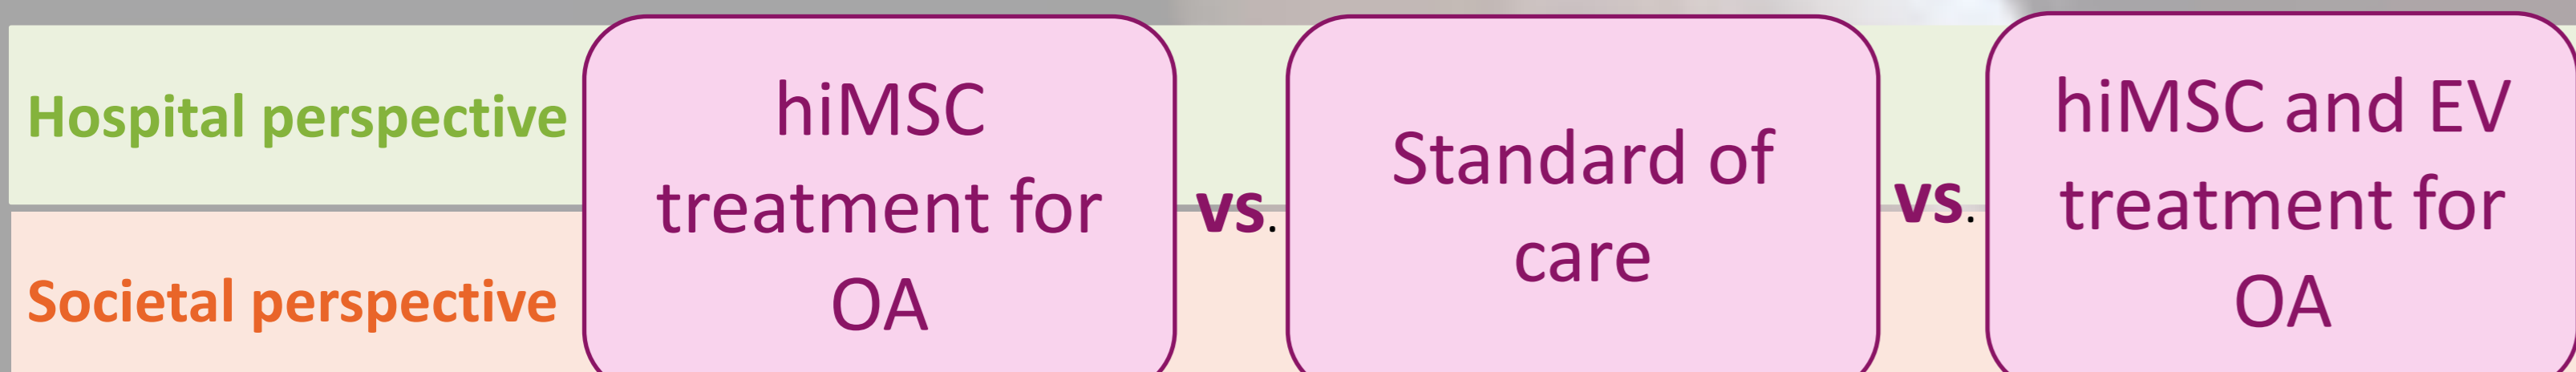 Hospital perspective
Societal perspective
hiMSC
treatment for
OA
vs.
Standard of
care
vs.
hiMSC and EV
treatment for
OA